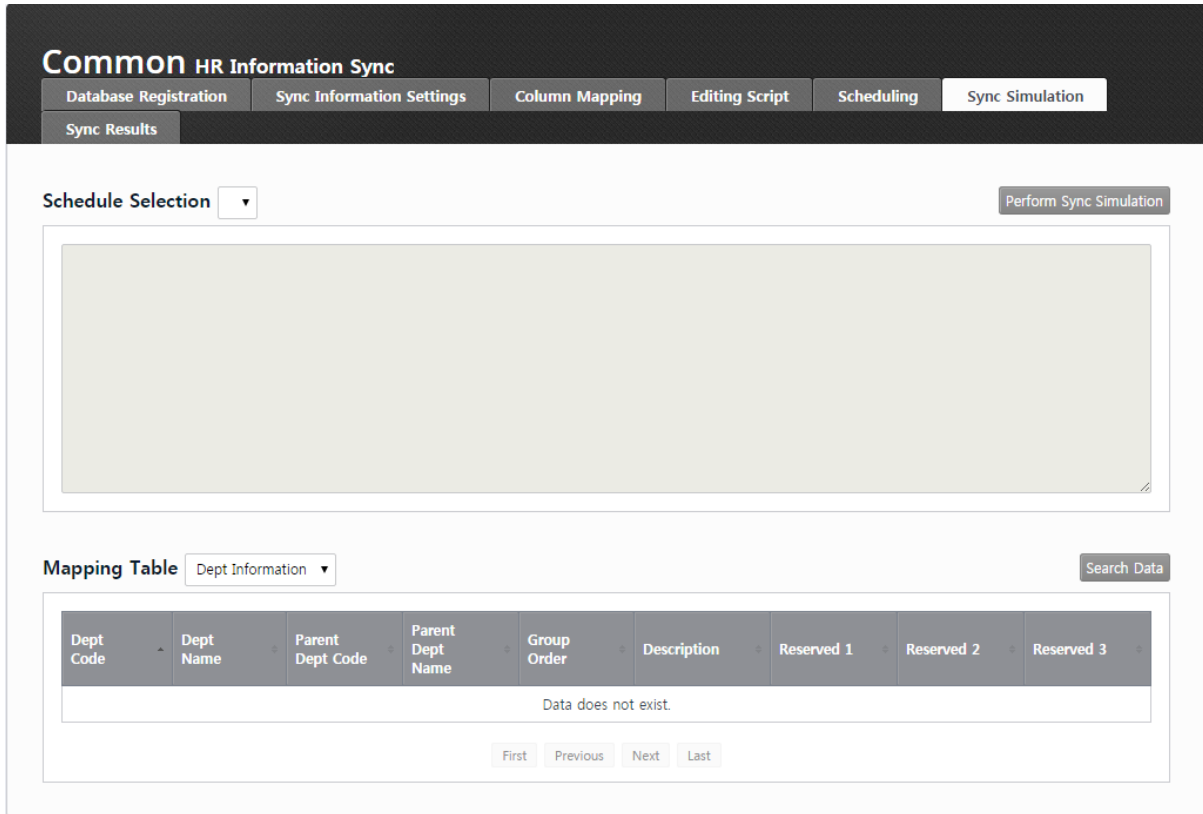 Common HR Information Sync
Database Registration Sync Information Settings Column Mapping Editing Script Scheduling Sync Simulation
Sync Results
Schedule Selection Perform Sync Simulation
Mapping Table Dept Information Search Data
Dept Code Dept Name Parent Dept Code Parent Dept Name Group Order Description Reserved 1 Reserved 2 Reserved 3
Data does not exist.
First Previous Next Last